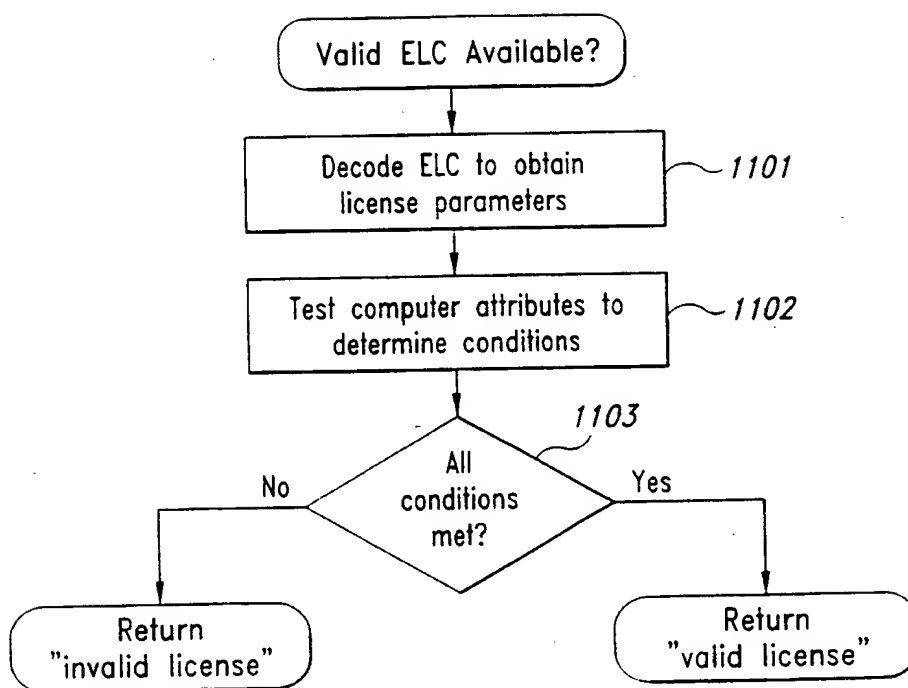 Valid ELC Available?
Decode ELC to obtain
license parameters
1101
Test computer attributes to
determine conditions
1102
1103
All
conditions
met?
No
Yes
Return
"invalid license"
Return
"valid license"